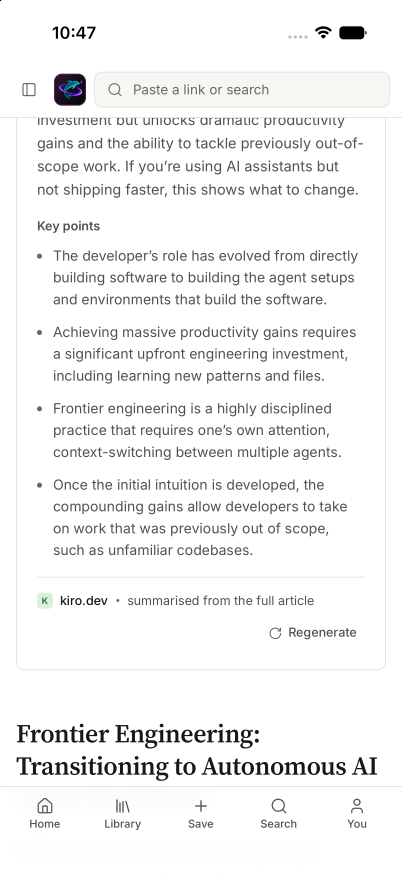 10:47
Paste a link or search
investment but unlocks dramatic productivity
gains and the ability to tackle previously out-of-
scope work. If you’re using AI assistants but
not shipping faster, this shows what to change.
Key points
• The developer’s role has evolved from directly
building software to building the agent setups
and environments that build the software.
• Achieving massive productivity gains requires
a significant upfront engineering investment,
including learning new patterns and files.
• Frontier engineering is a highly disciplined
practice that requires one’s own attention,
context-switching between multiple agents.
• Once the initial intuition is developed, the
compounding gains allow developers to take
on work that was previously out of scope,
such as unfamiliar codebases.
K kiro.dev • summarised from the full article
Regenerate
Frontier Engineering:
Transitioning to Autonomous AI
Home Library Save Search You